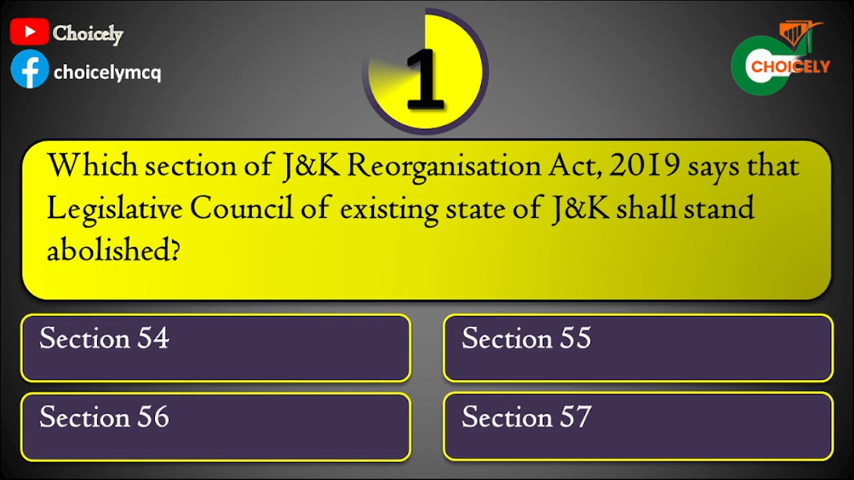 Choicely
choicelymcq
1
CHOICELY
Which section of J&K Reorganisation Act, 2019 says that
Legislative Council of existing state of J&K shall stand
abolished?
Section 54
Section 55
Section 56
Section 57